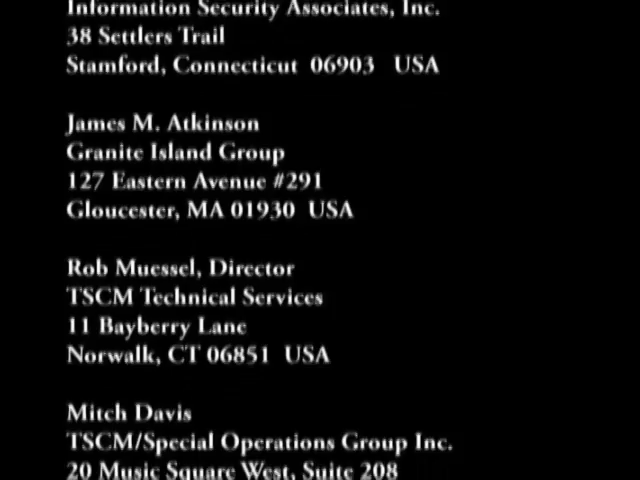 Information Security Associates, Inc.
38 Settlers Trail
Stamford, Connecticut 06903 USA
James M. Atkinson
Granite Island Group
127 Eastern Avenue #291
Gloucester, MA 01930 USA
Rob Muessel, Director
TSCM Technical Services
11 Bayberry Lane
Norwalk, CT 06851 USA
Mitch Davis
TSCM/Special Operations Group Inc.
20 Music Square West, Suite 208